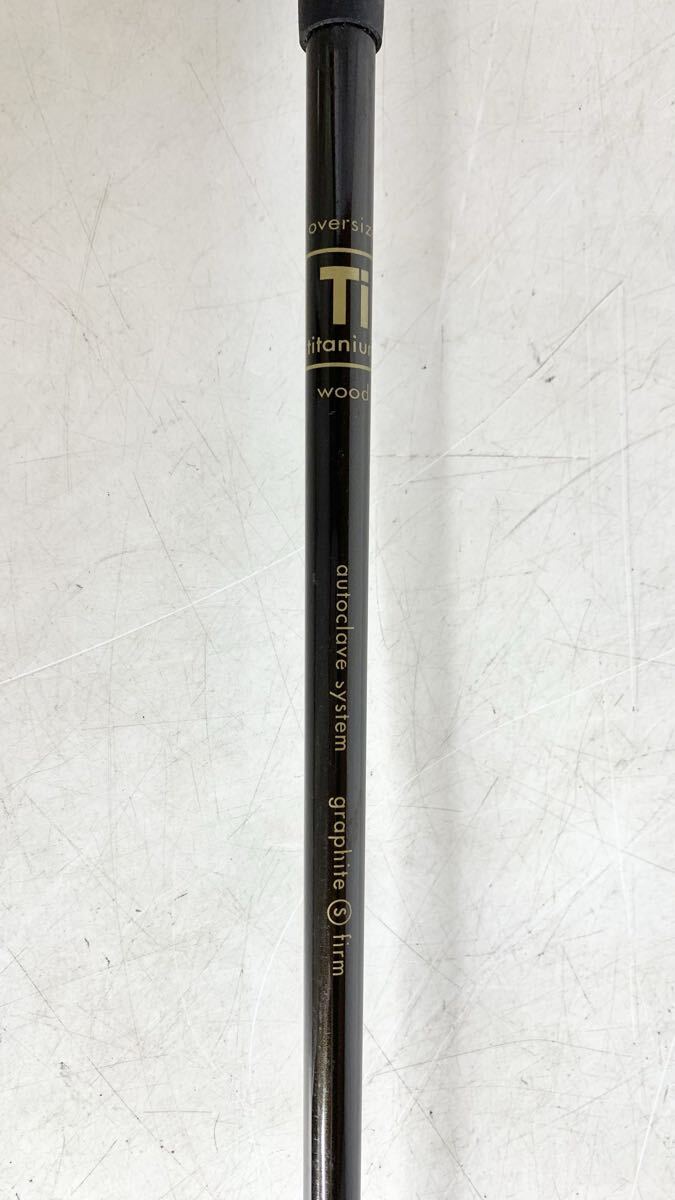 oversiz
Ti
titaniu
wood
autoclave system
graphite S firm